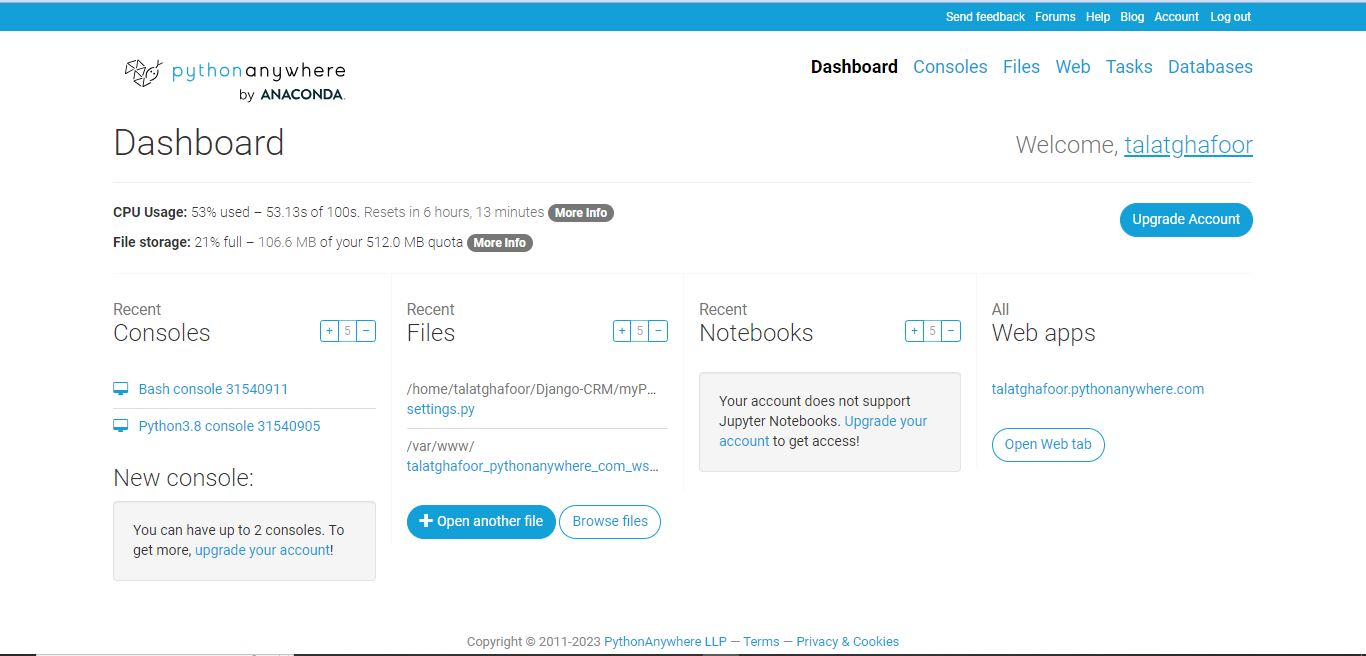 Send feedback Forums Help Blog Account Log out
pythonanywhere
by ANACONDA.
Dashboard Consoles Files Web Tasks Databases
Dashboard
Welcome, talatghafoor
CPU Usage: 53% used – 53.13s of 100s. Resets in 6 hours, 13 minutes More Info
Upgrade Account
File storage: 21% full – 106.6 MB of your 512.0 MB quota More Info
Recent
Consoles
+ 5 −
Bash console 31540911
Python3.8 console 31540905
New console:
You can have up to 2 consoles. To
get more, upgrade your account!
Recent
Files
+ 5 −
/home/talatghafoor/Django-CRM/myP...
settings.py
/var/www/
talatghafoor_pythonanywhere_com_ws...
+ Open another file
Browse files
Recent
Notebooks
+ 5 −
Your account does not support
Jupyter Notebooks. Upgrade your
account to get access!
All
Web apps
talatghafoor.pythonanywhere.com
Open Web tab
Copyright © 2011-2023 PythonAnywhere LLP — Terms — Privacy & Cookies